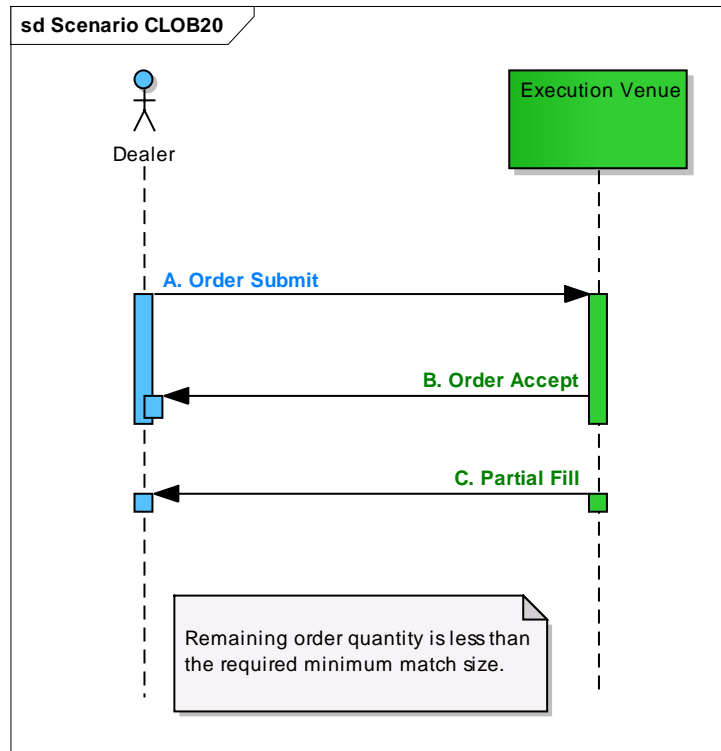 sd Scenario CLOB20
Dealer
Execution Venue
A. Order Submit
B. Order Accept
C. Partial Fill
Remaining order quantity is less than
the required minimum match size.